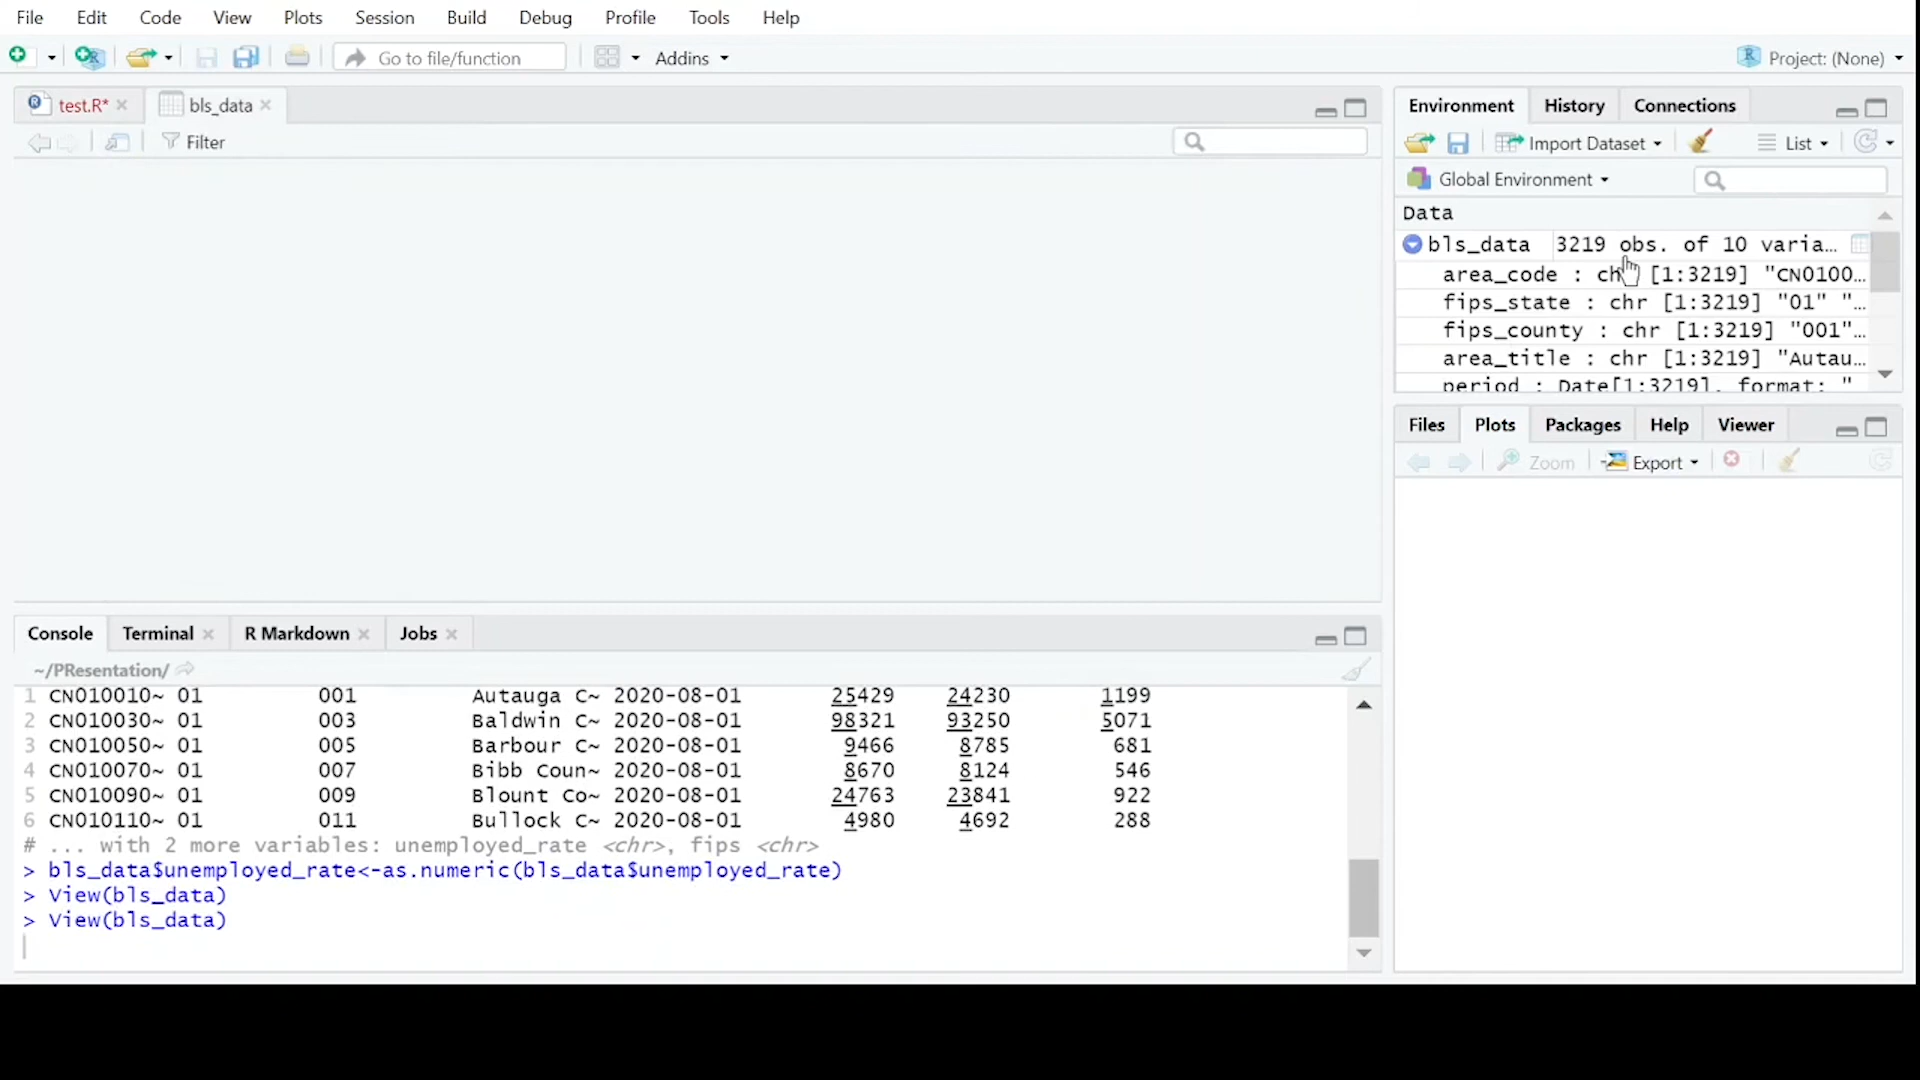 File Edit Code View Plots Session Build Debug Profile Tools Help
Go to file/function Addins Project: (None)
test.R* bls_data
Filter
Console Terminal R Markdown Jobs
~/PResentation/
1 CN010010~ 01 001 Autauga C~ 2020-08-01 25429 24230 1199
2 CN010030~ 01 003 Baldwin C~ 2020-08-01 98321 93250 5071
3 CN010050~ 01 005 Barbour C~ 2020-08-01 9466 8785 681
4 CN010070~ 01 007 Bibb Coun~ 2020-08-01 8670 8124 546
5 CN010090~ 01 009 Blount Co~ 2020-08-01 24763 23841 922
6 CN010110~ 01 011 Bullock C~ 2020-08-01 4980 4692 288
# ... with 2 more variables: unemployed_rate <chr>, fips <chr>
> bls_data$unemployed_rate<-as.numeric(bls_data$unemployed_rate)
> View(bls_data)
> View(bls_data)
Environment History Connections
Import Dataset List
Global Environment
Data
bls_data 3219 obs. of 10 varia…
area_code : ch [1:3219] "CN0100…
fips_state : chr [1:3219] "01" "…
fips_county : chr [1:3219] "001"…
area_title : chr [1:3219] "Autau…
period : Date[1:3219], format: "
Files Plots Packages Help Viewer
Zoom Export